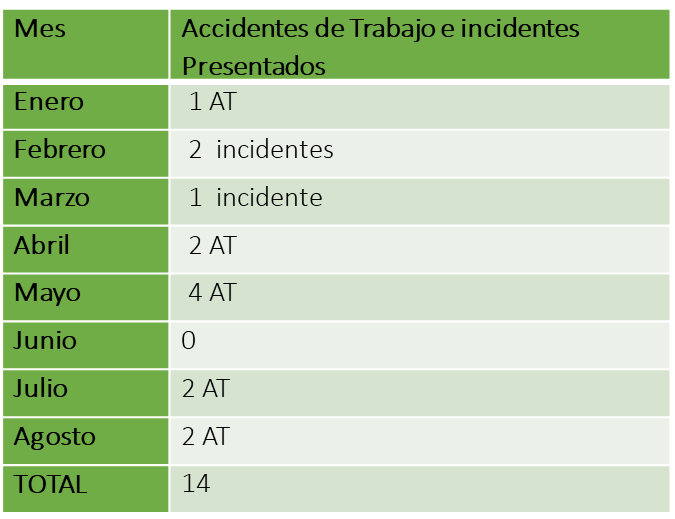 Mes
Accidentes de Trabajo e incidentes
Presentados
Enero 1 AT
Febrero 2 incidentes
Marzo 1 incidente
Abril 2 AT
Mayo 4 AT
Junio 0
Julio 2 AT
Agosto 2 AT
TOTAL 14